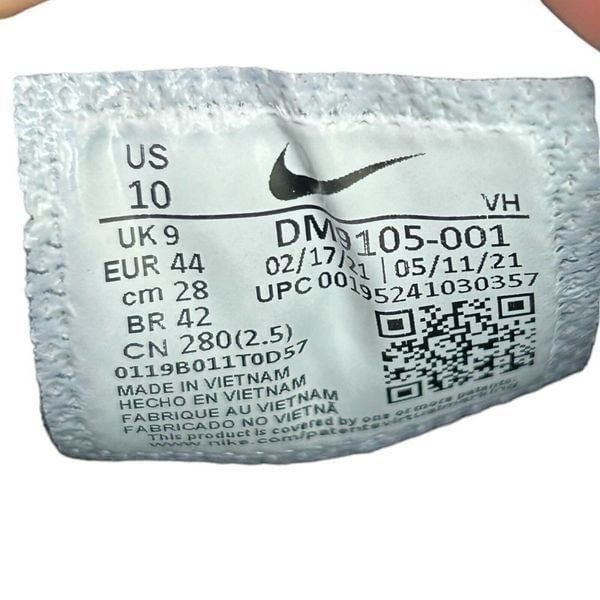 US
10
VH
UK 9
EUR 44
cm 28
BR 42
CN 280(2.5)
DM9105-001
02/17/21 | 05/11/21
UPC 00195241030357
0119B011T0D57
MADE IN VIETNAM
HECHO EN VIETNAM
FABRIQUE AU VIETNAM
FABRICADO NO VIETNÃ
This product is covered by one or more patents.
www.nike.com/patentsvirtualmarking